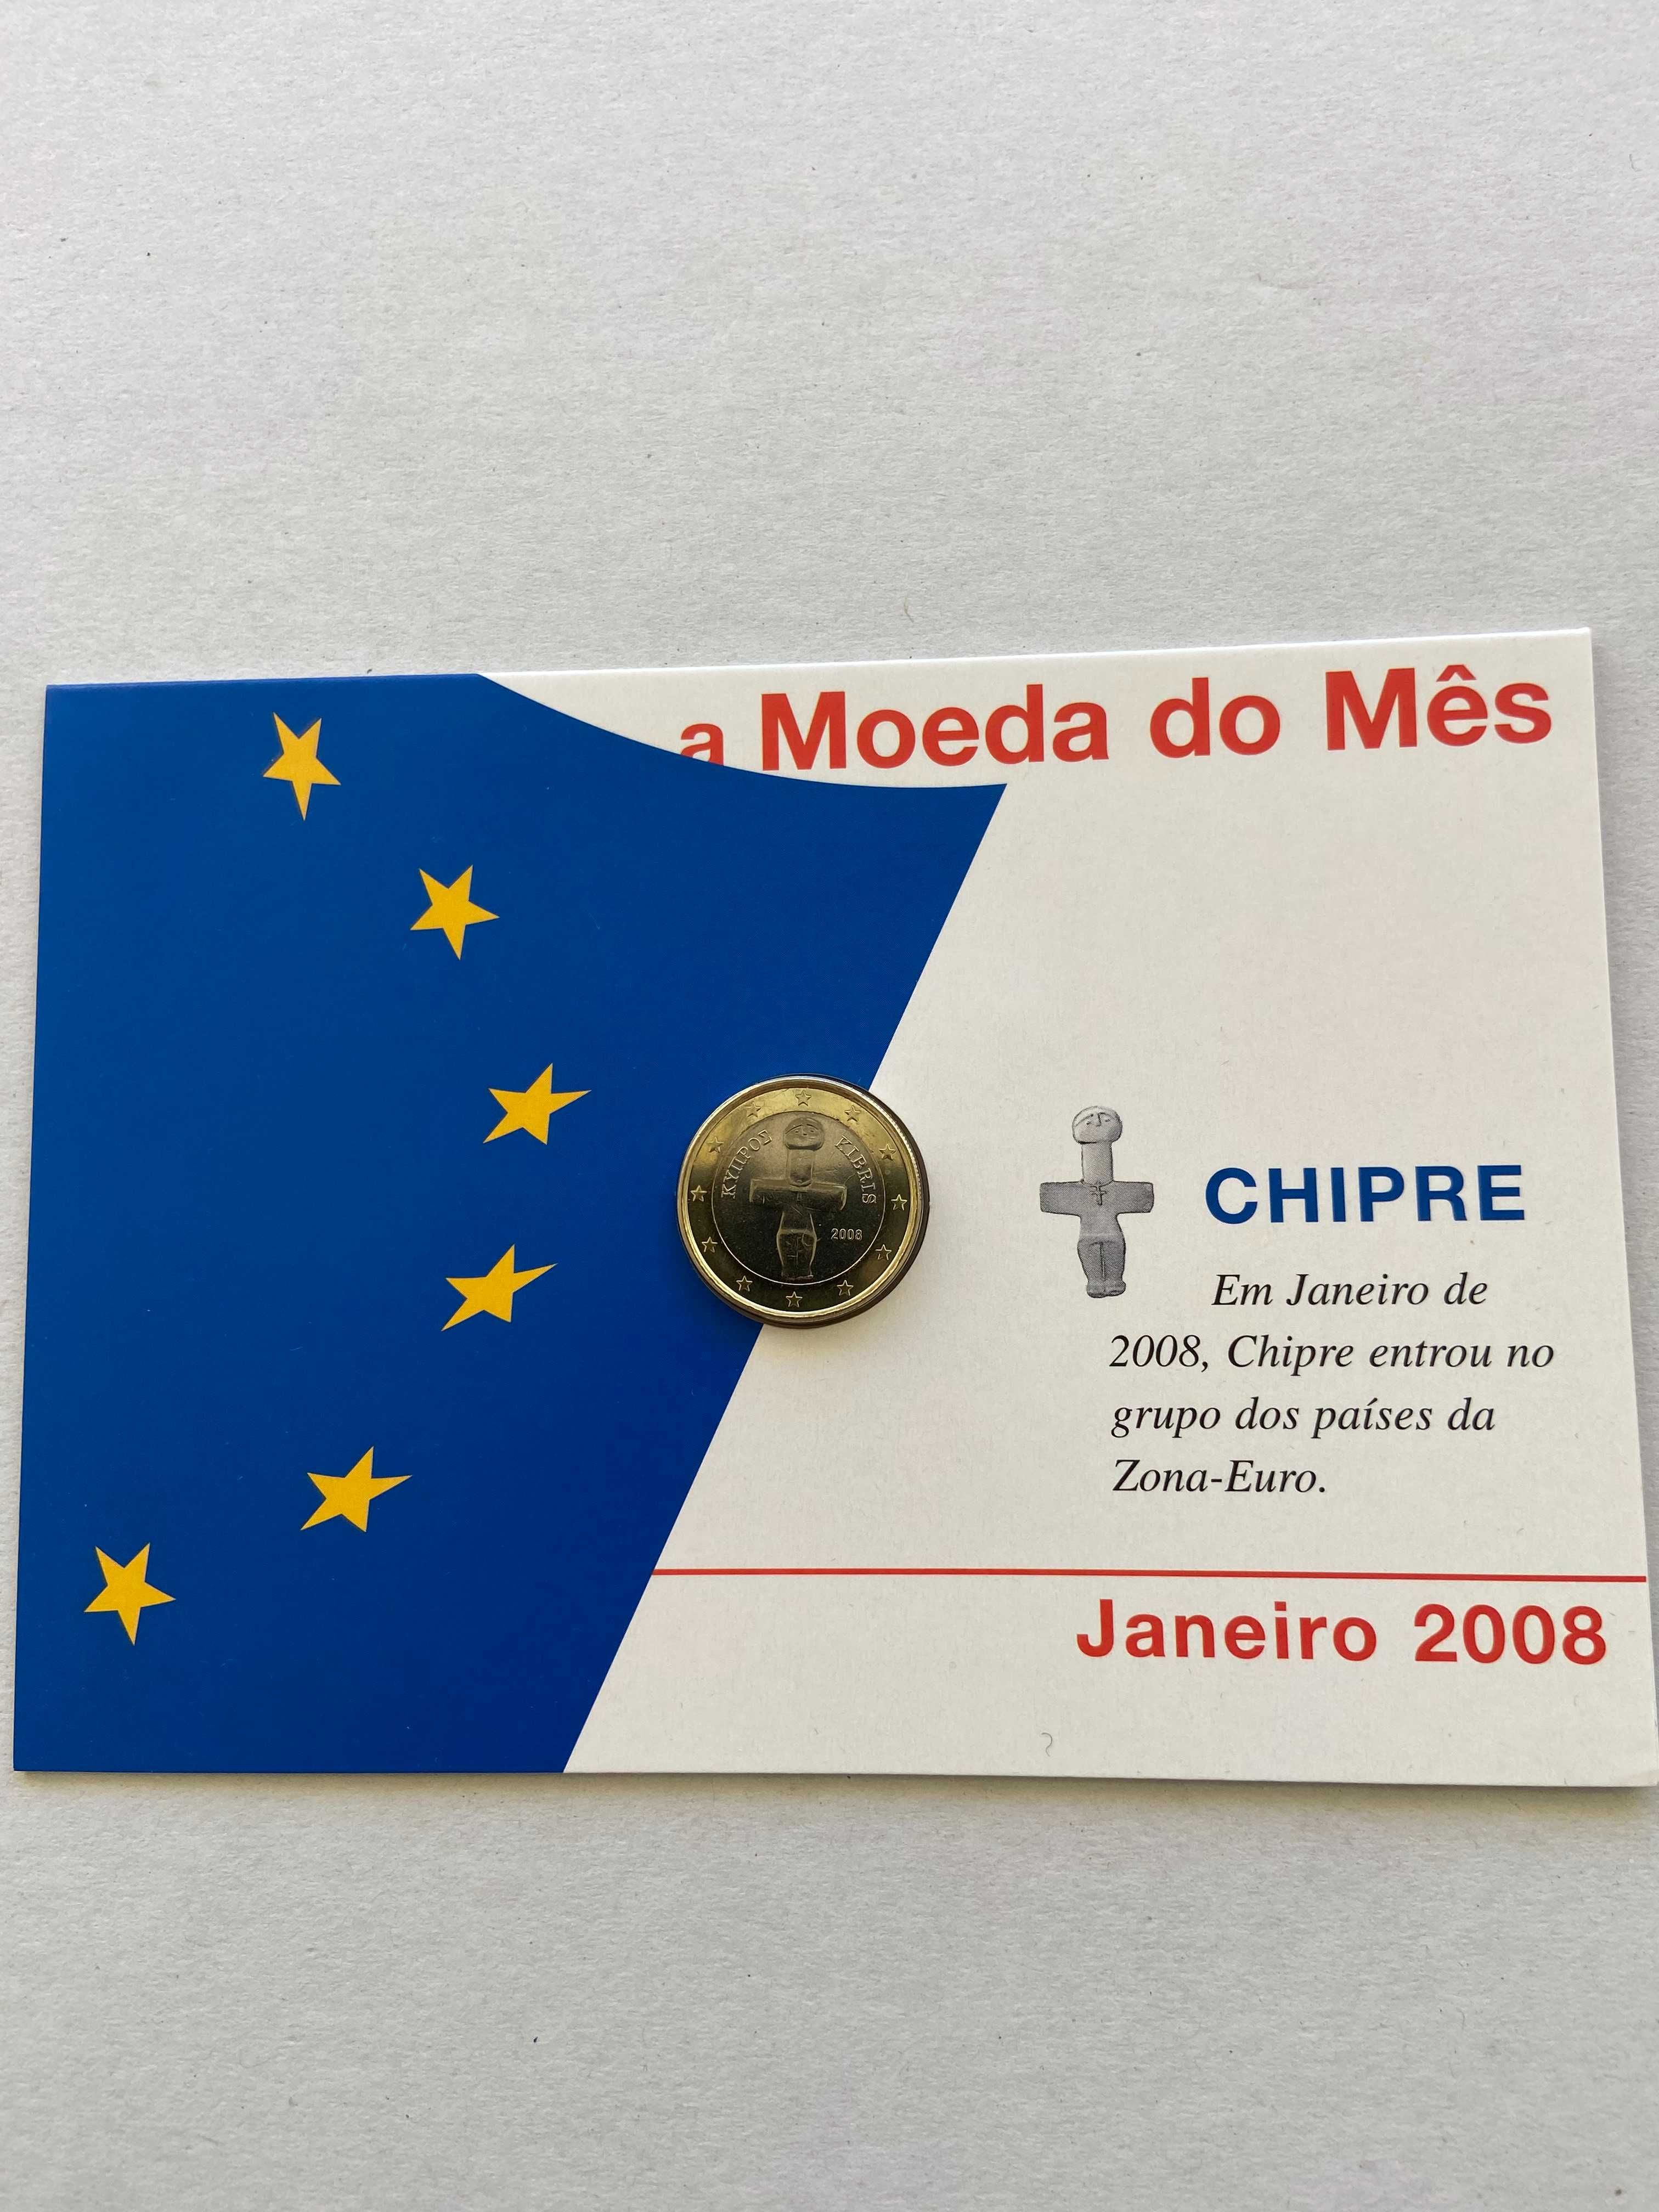 a Moeda do Mês
ΚΥΠΡΟΣ
KIBRIS
2008
CHIPRE
Em Janeiro de
2008, Chipre entrou no
grupo dos países da
Zona-Euro.
Janeiro 2008